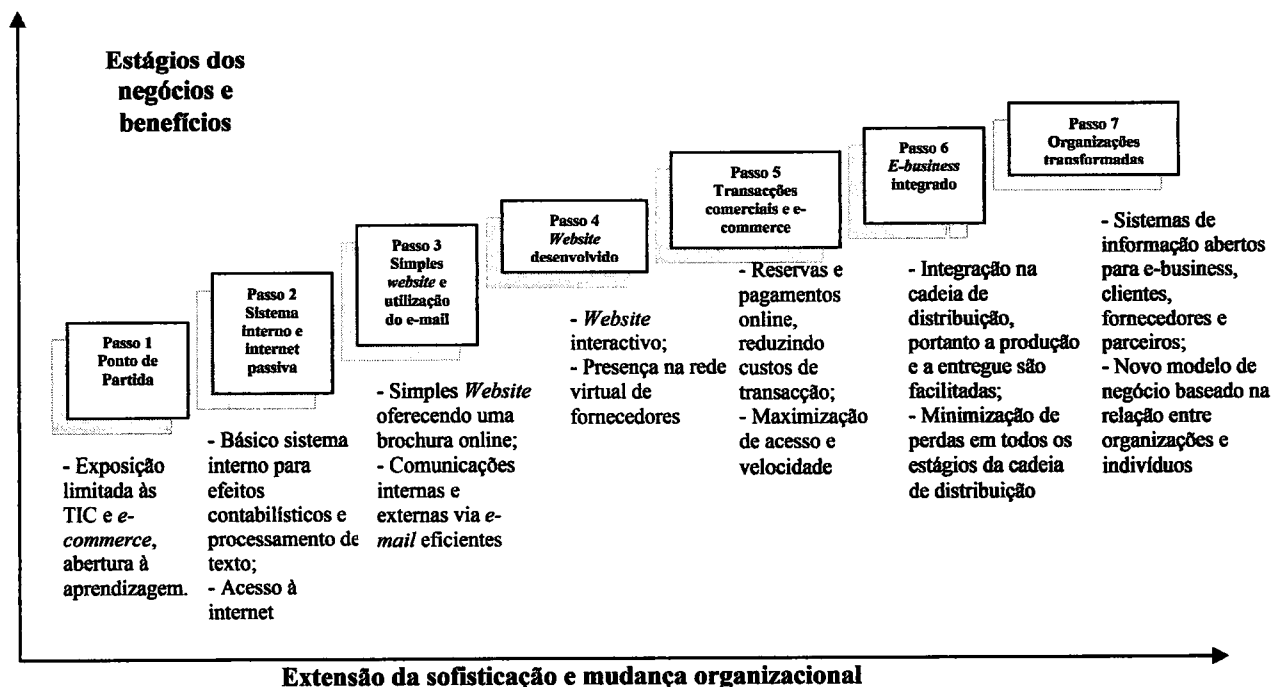 Estágios dos
negócios e
benefícios
Passo 1
Ponto de
Partida
- Exposição
limitada às
TIC e e-
commerce,
abertura à
aprendizagem.
Passo 2
Sistema
interno e
internet
passiva
- Básico sistema
interno para
efeitos
contabilísticos e
processamento de
texto;
- Acesso à
internet
Passo 3
Simples
website e
utilização
do e-mail
- Simples Website
oferecendo uma
brochura online;
- Comunicações
internas e
externas via e-
mail eficientes
Passo 4
Website
desenvolvido
- Website
interactivo;
- Presença na rede
virtual de
fornecedores
Passo 5
Transacções
comerciais e e-
commerce
- Reservas e
pagamentos
online,
reduzindo
custos de
transacção;
- Maximização
de acesso e
velocidade
Passo 6
E-business
integrado
- Integração na
cadeia de
distribuição,
portanto a produção
e a entregue são
facilitadas;
- Minimização de
perdas em todos os
estágios da cadeia
de distribuição
Passo 7
Organizações
transformadas
- Sistemas de
informação abertos
para e-business,
clientes,
fornecedores e
parceiros;
- Novo modelo de
negócio baseado na
relação entre
organizações e
indivíduos
Extensão da sofisticação e mudança organizacional